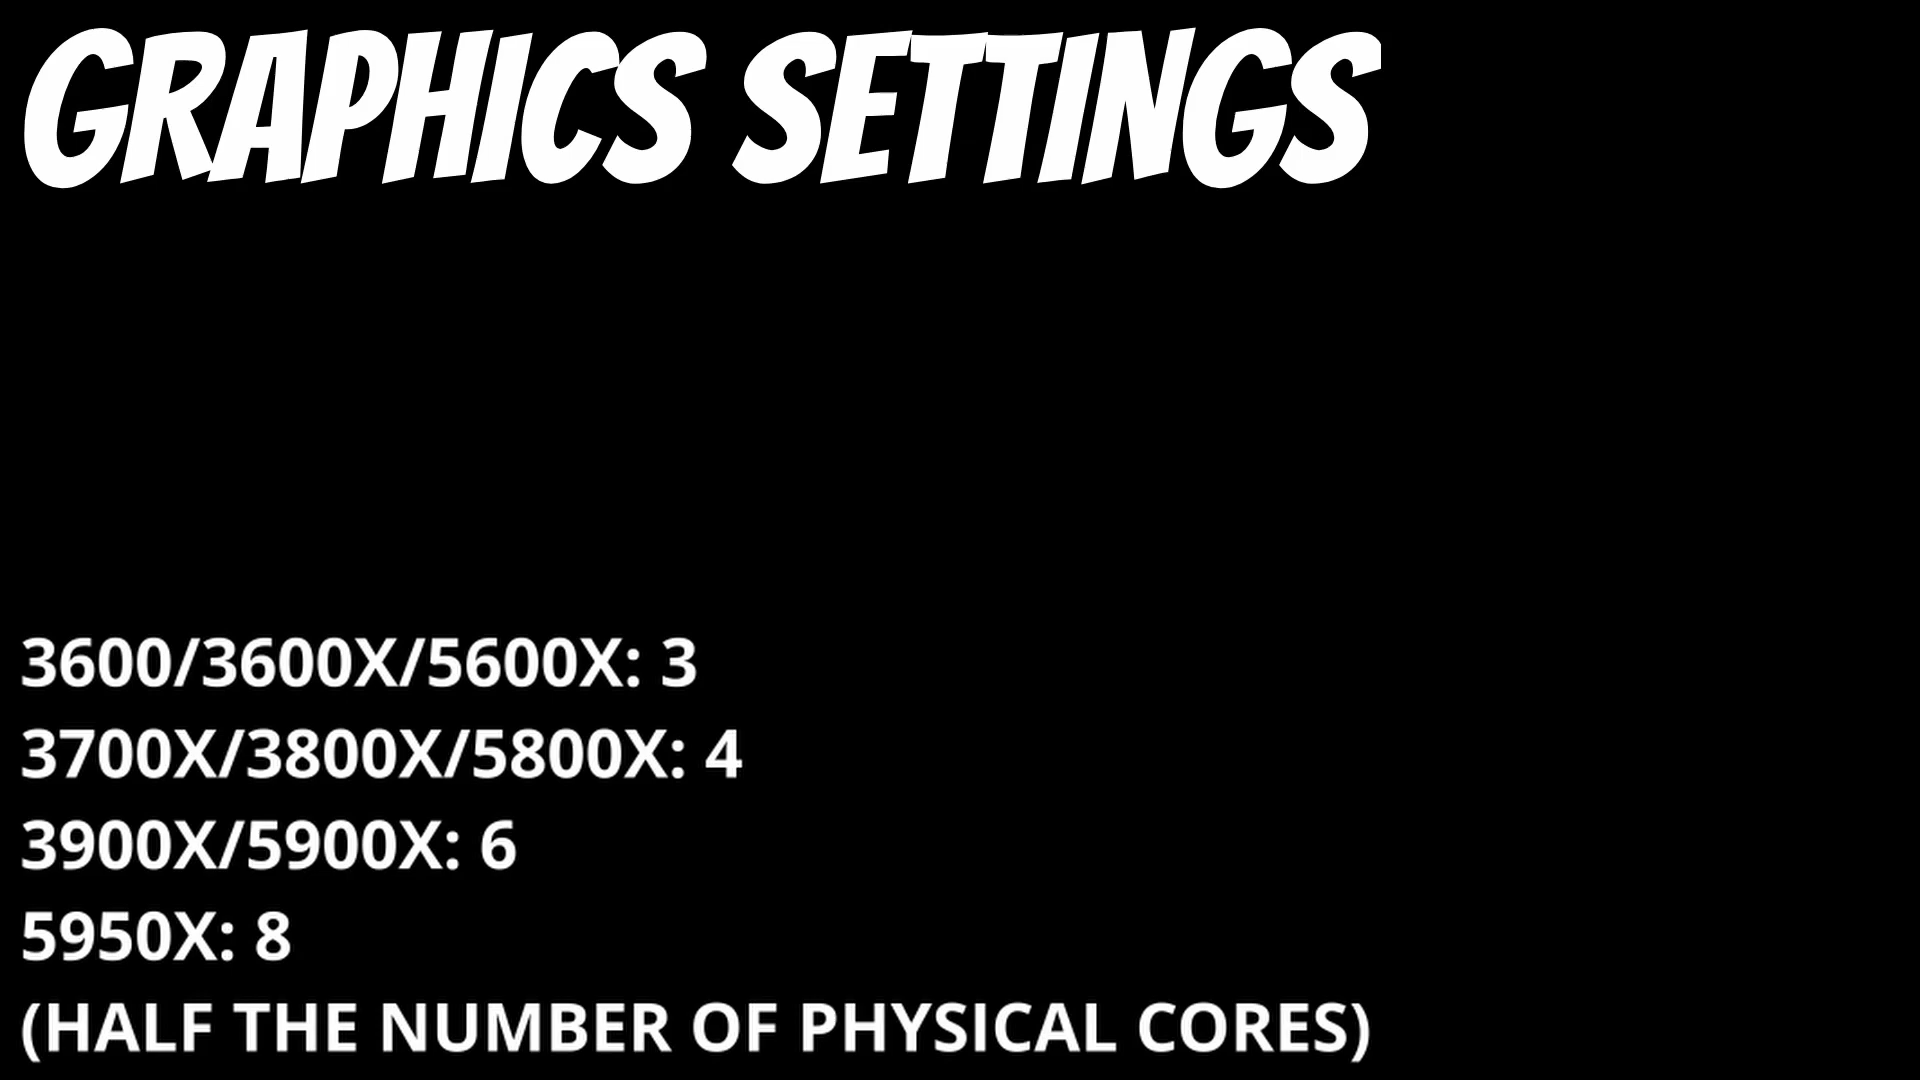 GRAPHICS SETTINGS
3600/3600X/5600X: 3
3700X/3800X/5800X: 4
3900X/5900X: 6
5950X: 8
(HALF THE NUMBER OF PHYSICAL CORES)